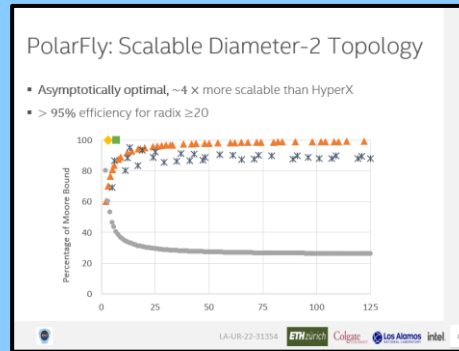 PolarFly: Scalable Diameter-2 Topology
▪ Asymptotically optimal, ~4 × more scalable than HyperX
▪ > 95% efficiency for radix ≥20
Percentage of Moore Bound
100
80
60
40
20
0
0 25 50 75 100 125
LA-UR-22-31354 ETHzürich Colgate Los Alamos intel